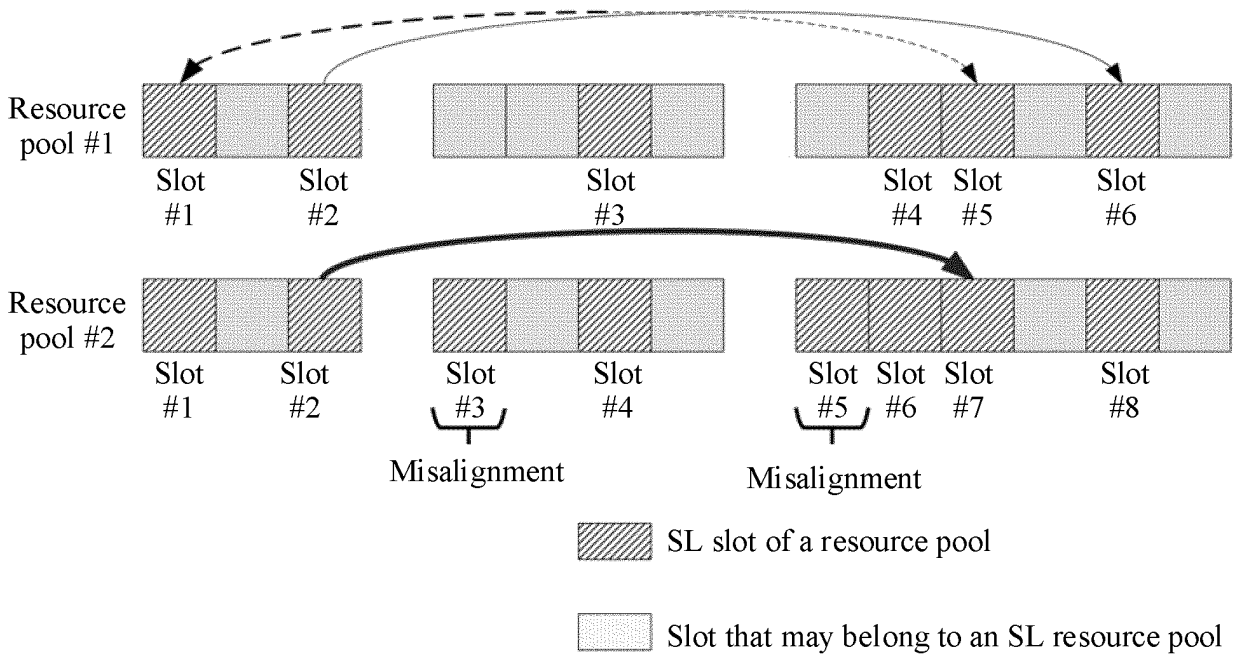 Resource
pool #1
Slot
#1
Slot
#2
Slot
#3
Slot
#4
Slot
#5
Slot
#6
Resource
pool #2
Slot
#1
Slot
#2
Slot
#3
Slot
#4
Slot
#5
Slot
#6
Slot
#7
Slot
#8
Misalignment
Misalignment
SL slot of a resource pool
Slot that may belong to an SL resource pool